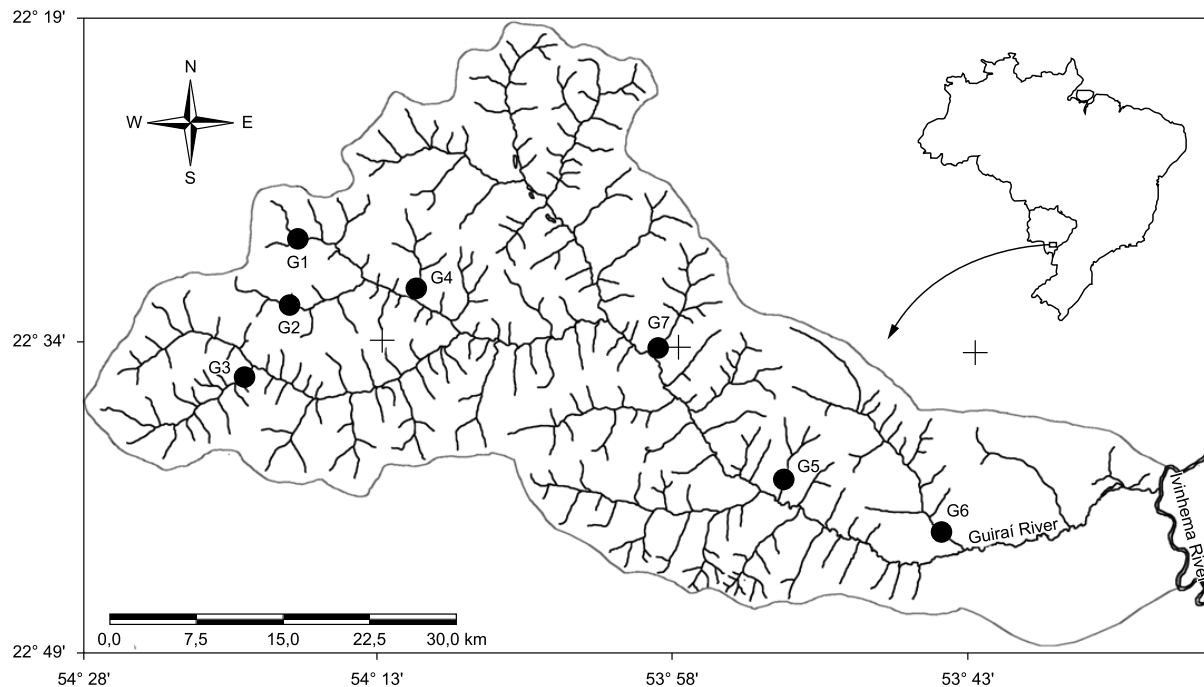 22° 19'
N
W
E
S
G1
G4
G2
G7
22° 34'
G3
G5
G6
Guiraí River
Ivinhema River
0,0
7,5
15,0
22,5
30,0 km
22° 49'
54° 28'
54° 13'
53° 58'
53° 43'